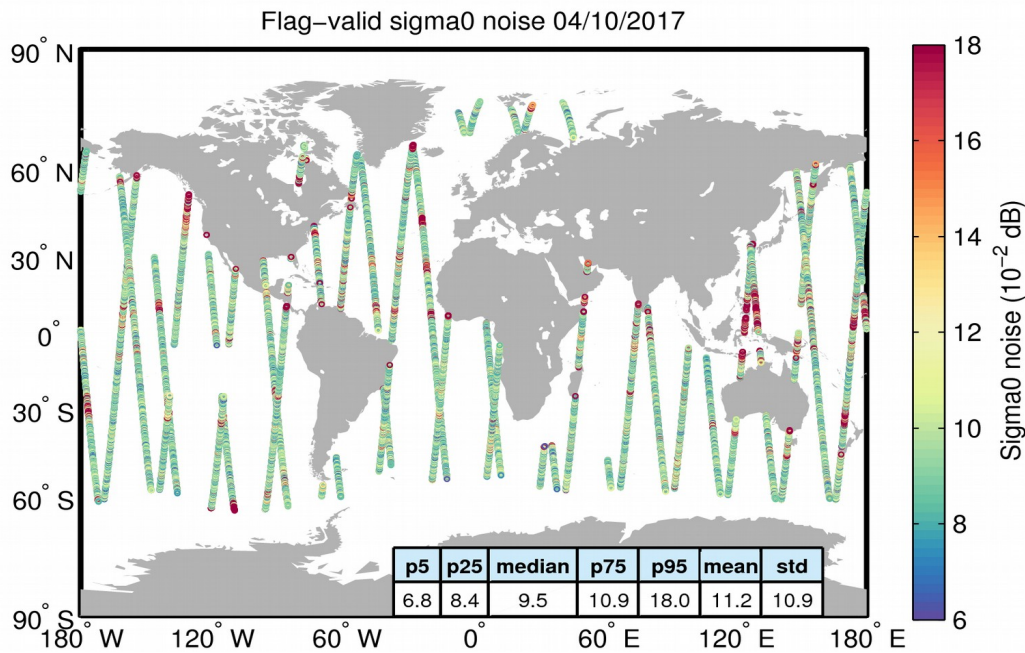 Flag−valid sigma0 noise 04/10/2017
90° N
60° N
30° N
0°
30° S
60° S
90° S
180° W
120° W
60° W
0°
60° E
120° E
180° E
p5 p25 median p75 p95 mean std
6.8 8.4 9.5 10.9 18.0 11.2 10.9
18
16
14
12
10
8
6
Sigma0 noise (10⁻² dB)